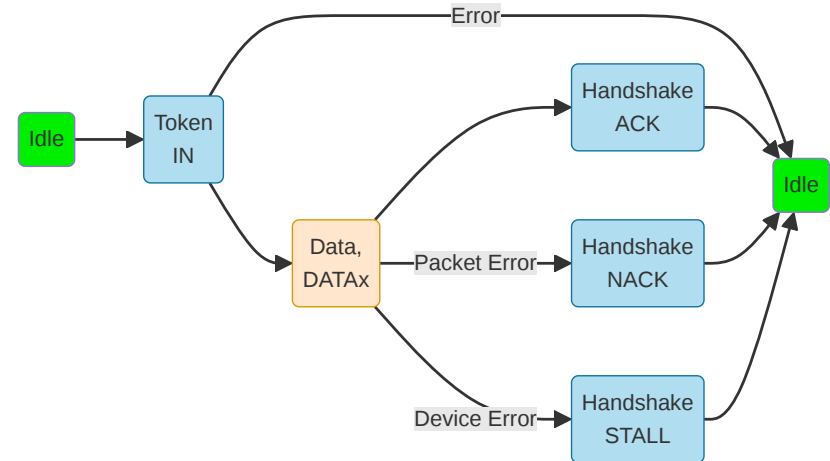 Error
Handshake
ACK
Idle
Token
IN
Idle
Data,
DATAx
Packet Error
Handshake
NACK
Device Error
Handshake
STALL